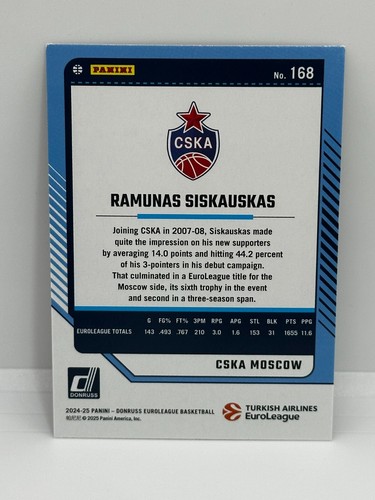 PANINI
No. 168
CSKA
RAMUNAS SISKAUSKAS
Joining CSKA in 2007-08, Siskauskas made
quite the impression on his new supporters
by averaging 14.0 points and hitting 44.2 percent
of his 3-pointers in his debut campaign.
That culminated in a EuroLeague title for the
Moscow side, its sixth trophy in the event
and second in a three-season span.
G FG% FT% 3PM RPG APG STL BLK PTS PPG
EUROLEAGUE TOTALS 143 .493 .767 210 3.0 1.6 153 31 1655 11.6
CSKA MOSCOW
DONRUSS
2024-25 PANINI - DONRUSS EUROLEAGUE BASKETBALL
© 2025 Panini America, Inc.
TURKISH AIRLINES
EuroLeague